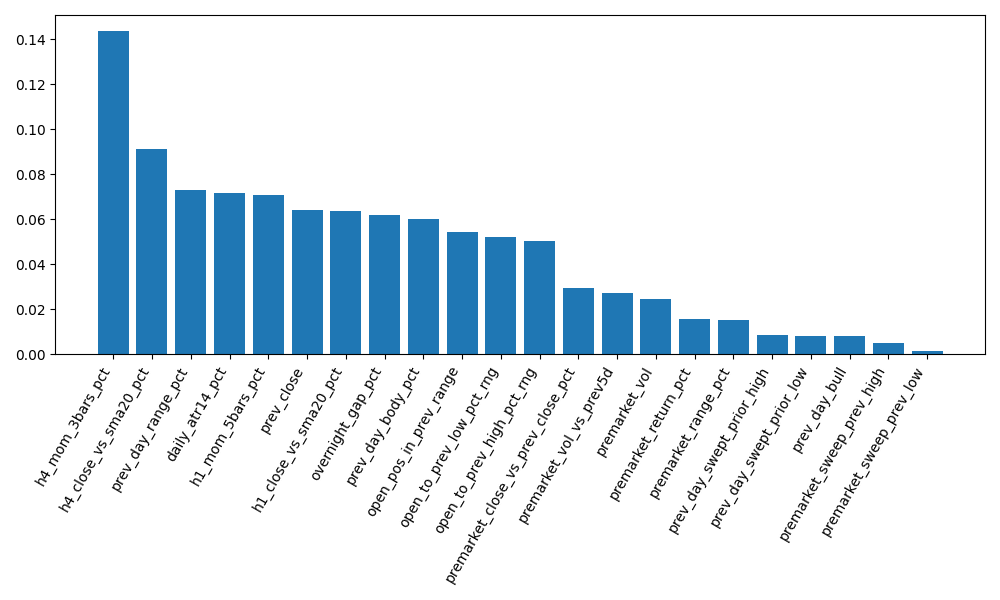 0.14
0.12
0.10
0.08
0.06
0.04
0.02
0.00
h4_mom_3bars_pct
h4_close_vs_sma20_pct
prev_day_range_pct
daily_atr14_pct
h1_mom_5bars_pct
prev_close
h1_close_vs_sma20_pct
overnight_gap_pct
prev_day_body_pct
open_pos_in_prev_range
open_to_prev_low_pct_rng
open_to_prev_high_pct_rng
premarket_close_vs_prev_close_pct
premarket_vol_vs_prev5d
premarket_vol
premarket_return_pct
premarket_range_pct
prev_day_swept_prior_high
prev_day_swept_prior_low
prev_day_bull
premarket_sweep_prev_high
premarket_sweep_prev_low